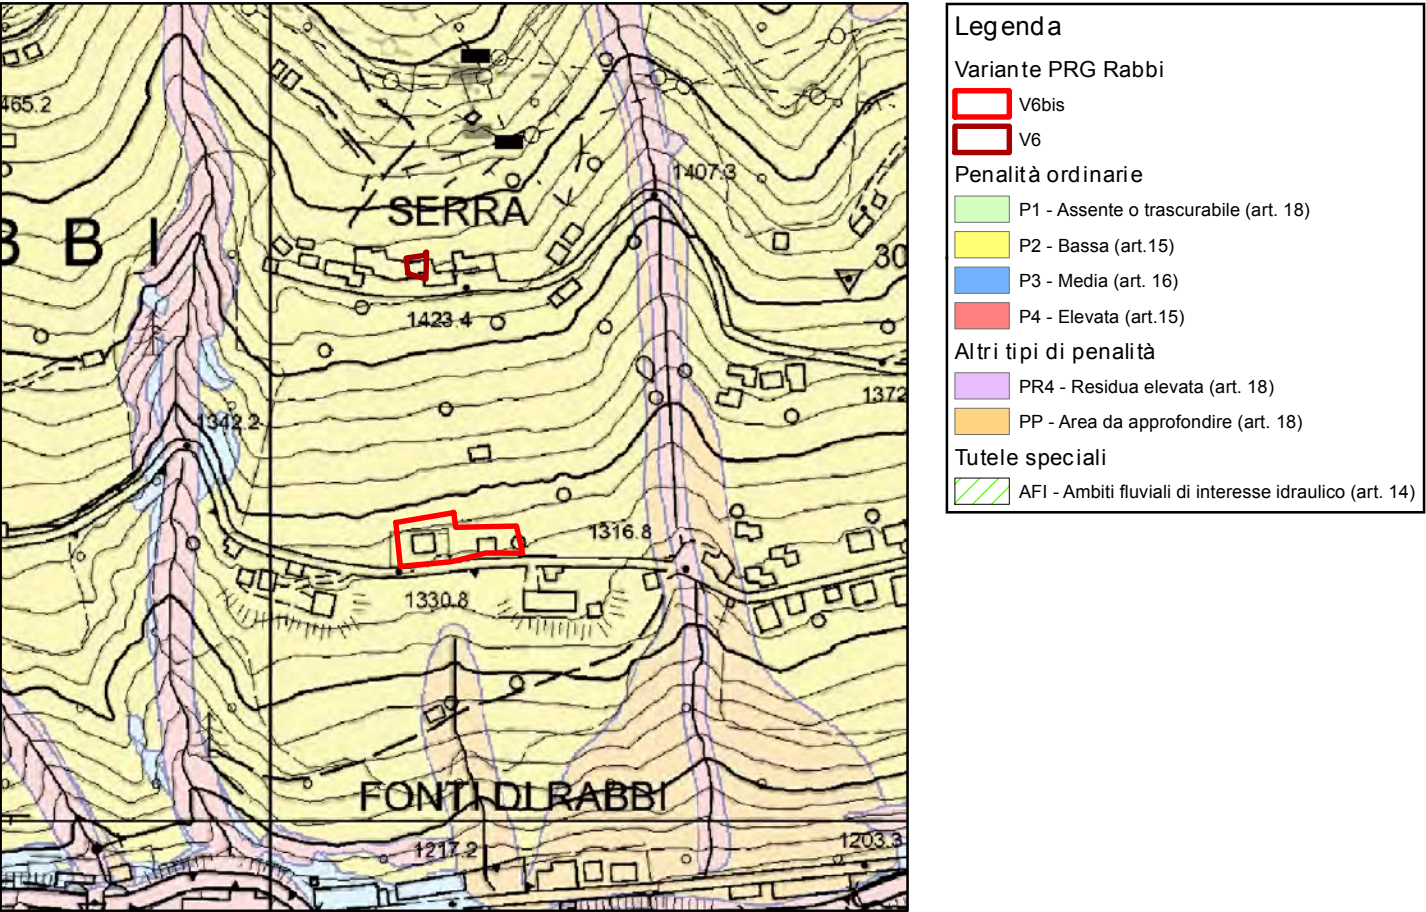 465.2
1407.3
SERRA
B B I
30
1423.4
1372
1342.2
1316.8
1330.8
FONTI DI RABBI
1217.2
1203.3
Legenda
Variante PRG Rabbi
V6bis
V6
Penalità ordinarie
P1 - Assente o trascurabile (art. 18)
P2 - Bassa (art.15)
P3 - Media (art. 16)
P4 - Elevata (art.15)
Altri tipi di penalità
PR4 - Residua elevata (art. 18)
PP - Area da approfondire (art. 18)
Tutele speciali
AFI - Ambiti fluviali di interesse idraulico (art. 14)